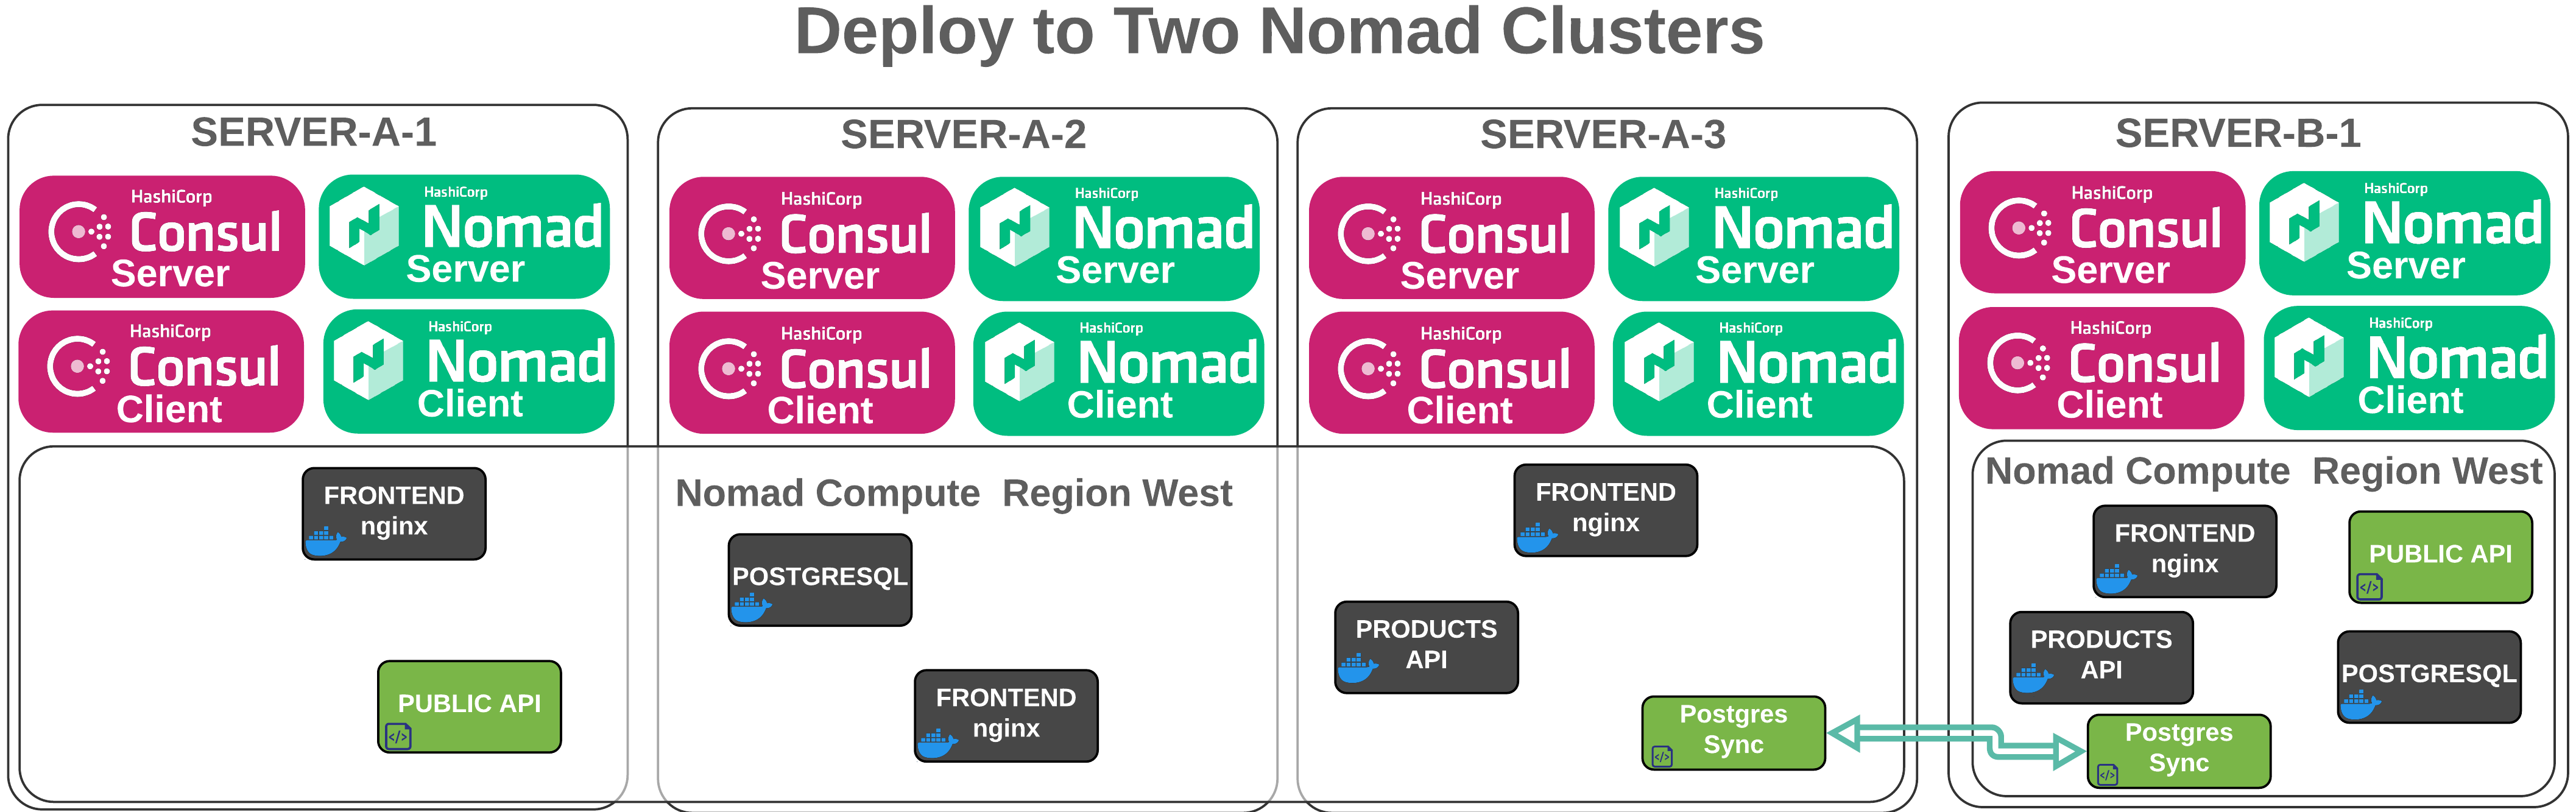 Deploy to Two Nomad Clusters
SERVER-A-1
HashiCorp
Consul
Server
HashiCorp
Nomad
Server
HashiCorp
Consul
Client
HashiCorp
Nomad
Client
SERVER-A-2
HashiCorp
Consul
Server
HashiCorp
Nomad
Server
HashiCorp
Consul
Client
HashiCorp
Nomad
Client
SERVER-A-3
HashiCorp
Consul
Server
HashiCorp
Nomad
Server
HashiCorp
Consul
Client
HashiCorp
Nomad
Client
SERVER-B-1
HashiCorp
Consul
Server
HashiCorp
Nomad
Server
HashiCorp
Consul
Client
HashiCorp
Nomad
Client
FRONTEND
nginx
PUBLIC API
</>
Nomad Compute Region West
POSTGRESQL
FRONTEND
nginx
FRONTEND
nginx
PRODUCTS
API
Postgres
Sync
</>
Nomad Compute Region West
FRONTEND
nginx
PUBLIC API
</>
PRODUCTS
API
POSTGRESQL
Postgres
Sync
</>